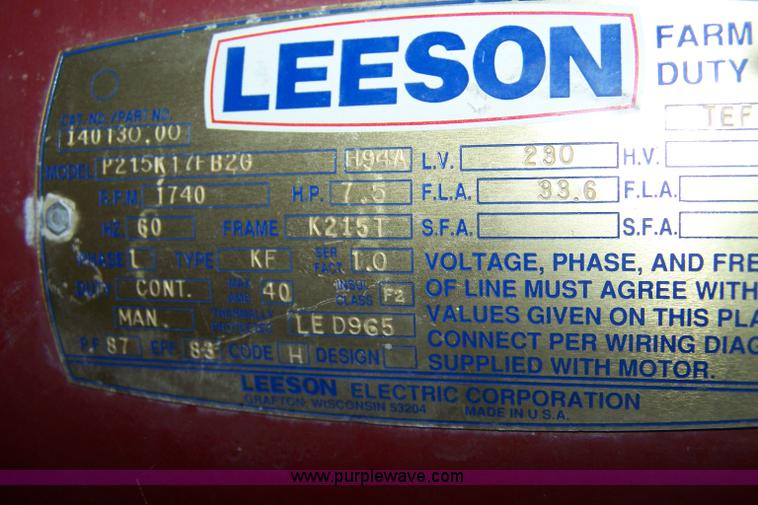 LEESON
FARM
DUTY
CAT. NO./PART NO.
140130.00
TEF
MODEL P215K17FB2G H94A L.V. 230 H.V.
R.P.M. 1740 H.P. 7.5 F.L.A. 33.6 F.L.A.
HZ 60 FRAME K215T S.F.A. S.F.A.
PHASE 1 TYPE KF SER. FACT. 1.0 VOLTAGE, PHASE, AND FRE
DUTY CONT. MAX AMB. 40 INSUL CLASS F2 OF LINE MUST AGREE WITH
MAN. THERMALLY PROTECTED LE D965 VALUES GIVEN ON THIS PLA
P.F. 87 EFF. 83 CODE H DESIGN CONNECT PER WIRING DIAG
SUPPLIED WITH MOTOR.
LEESON ELECTRIC CORPORATION
GRAFTON, WISCONSIN 53204 MADE IN U.S.A.
www.purplewave.com